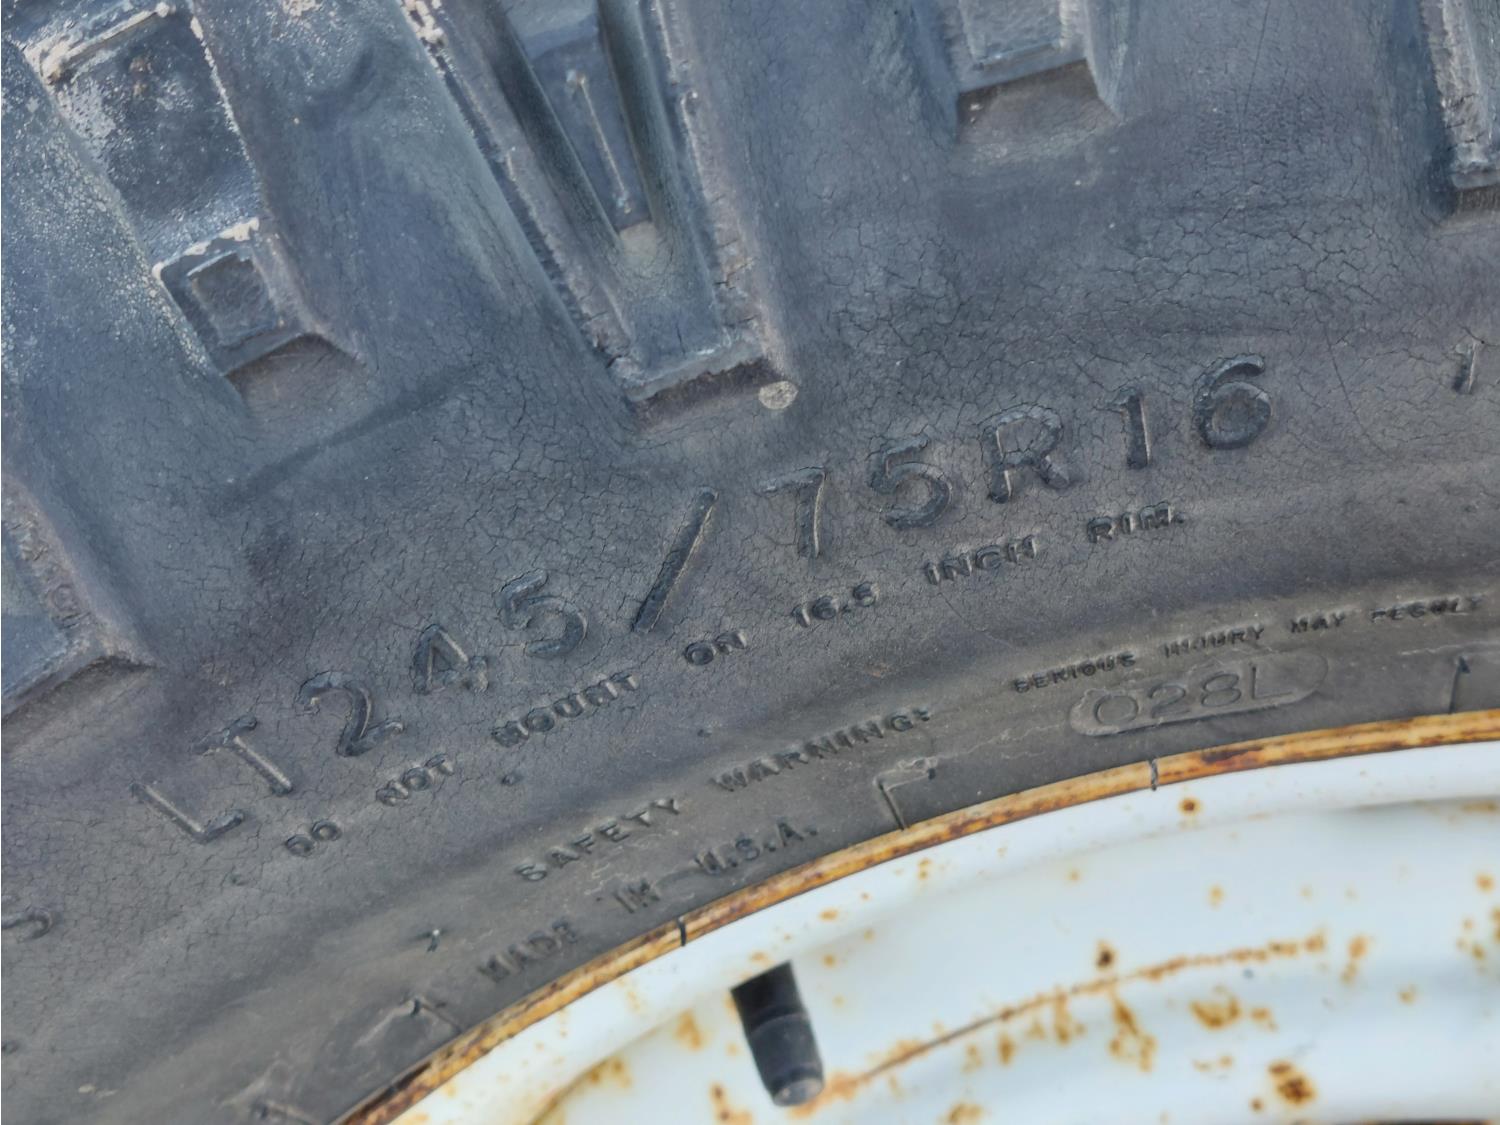 LT245/75R16
DO NOT MOUNT ON 16.5 INCH RIM.
SAFETY WARNING: SERIOUS INJURY MAY RESULT
028L
MADE IN U.S.A.